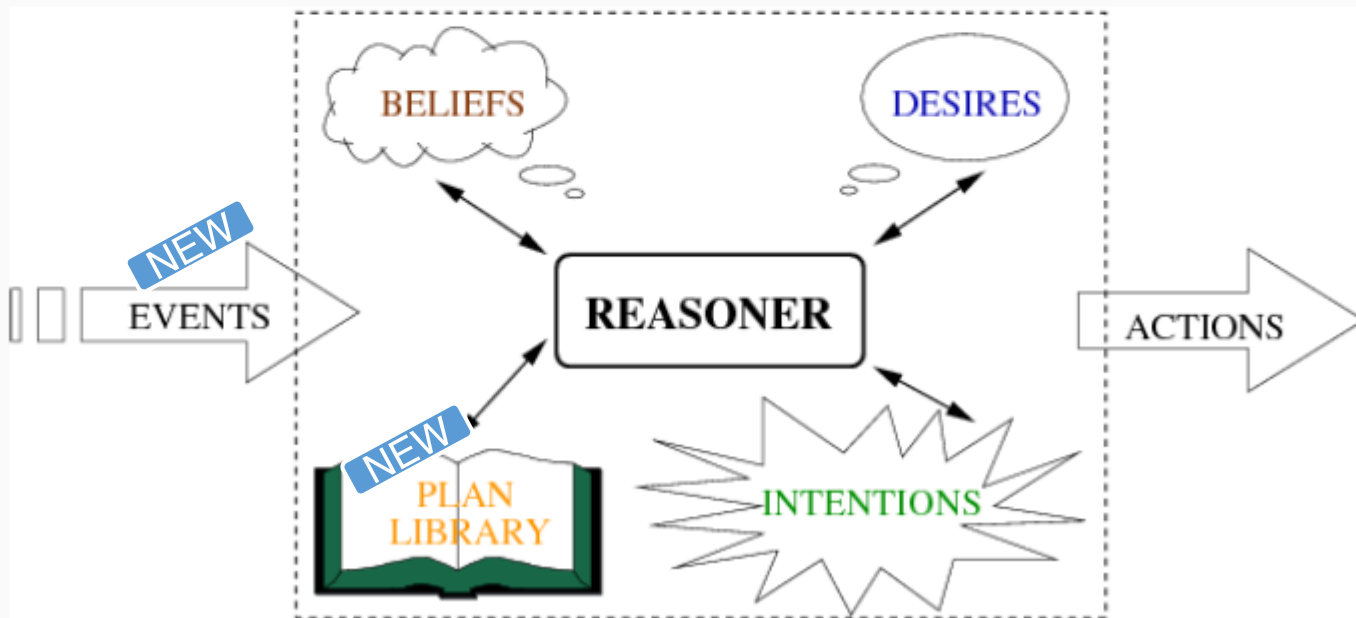 BELIEFS
DESIRES
NEW
EVENTS
REASONER
ACTIONS
NEW
PLAN
LIBRARY
INTENTIONS